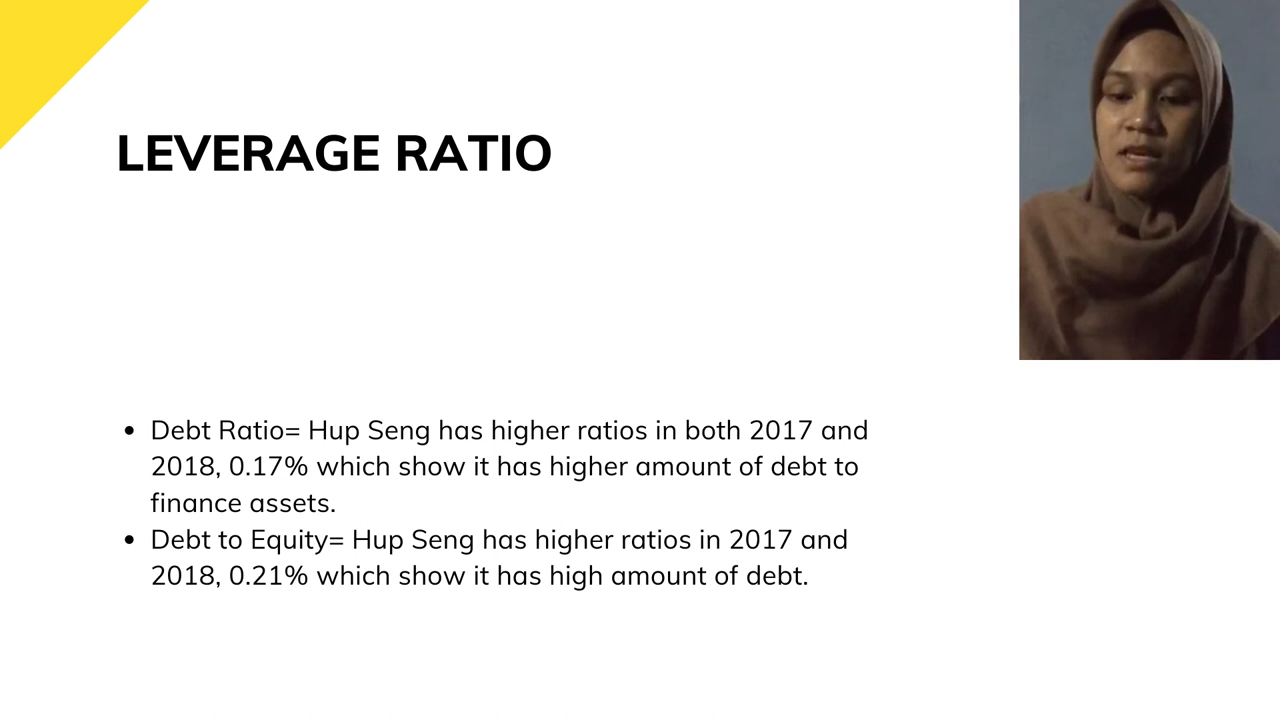 LEVERAGE RATIO
• Debt Ratio= Hup Seng has higher ratios in both 2017 and
2018, 0.17% which show it has higher amount of debt to
finance assets.
• Debt to Equity= Hup Seng has higher ratios in 2017 and
2018, 0.21% which show it has high amount of debt.